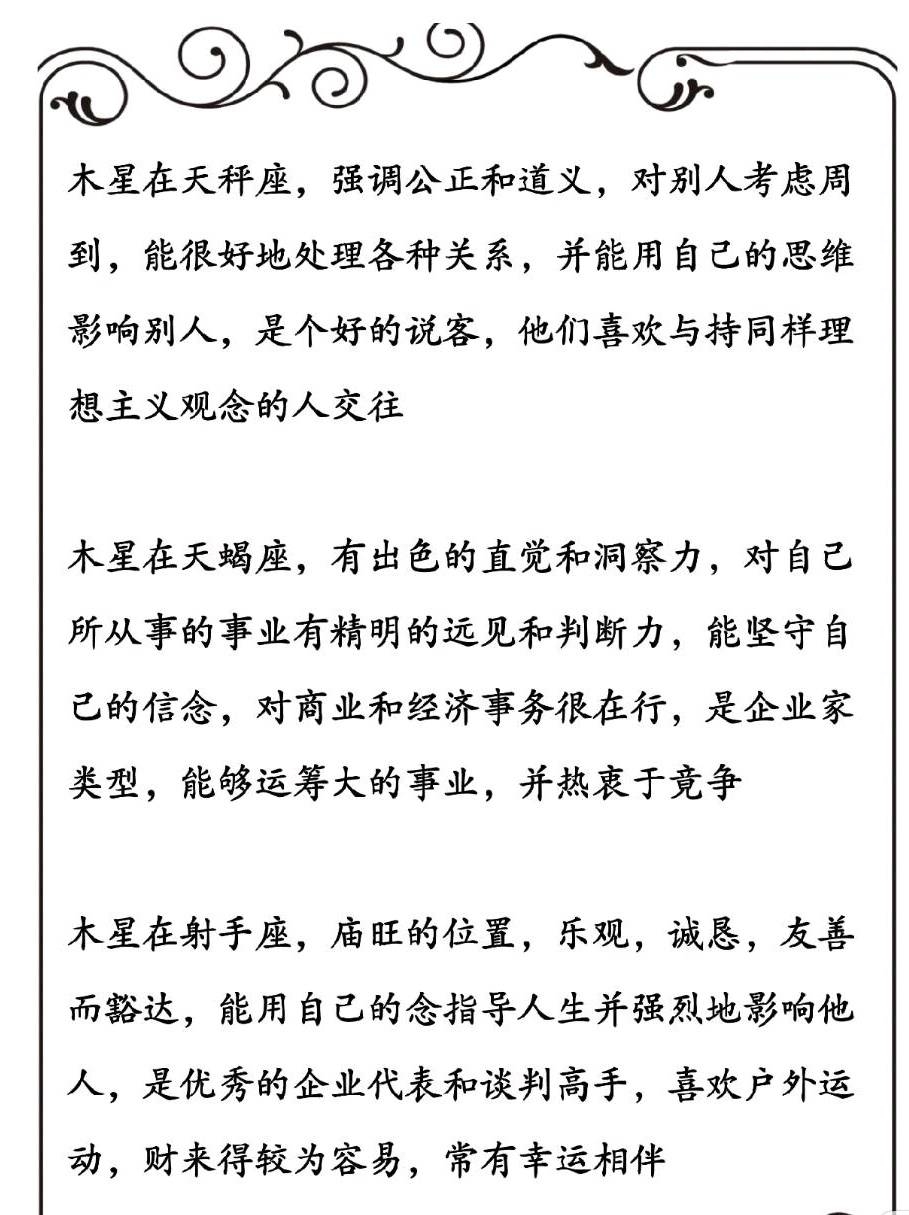 木星在天秤座，强调公正和道义，对别人考虑周
到，能很好地处理各种关系，并能用自己的思维
影响别人，是个好的说客，他们喜欢与持同样理
想主义观念的人交往
木星在天蝎座，有出色的直觉和洞察力，对自己
所从事的事业有精明的远见和判断力，能坚守自
己的信念，对商业和经济事务很在行，是企业家
类型，能够运筹大的事业，并热衷于竟争
木星在射手座，庙旺的位置，乐观，诚恳，友善
而豁达，能用自己的念指导人生并强烈地影响他
人，是优秀的企业代表和谈判高手，喜欢户外运
动，财来得较为容易，常有幸运相伴